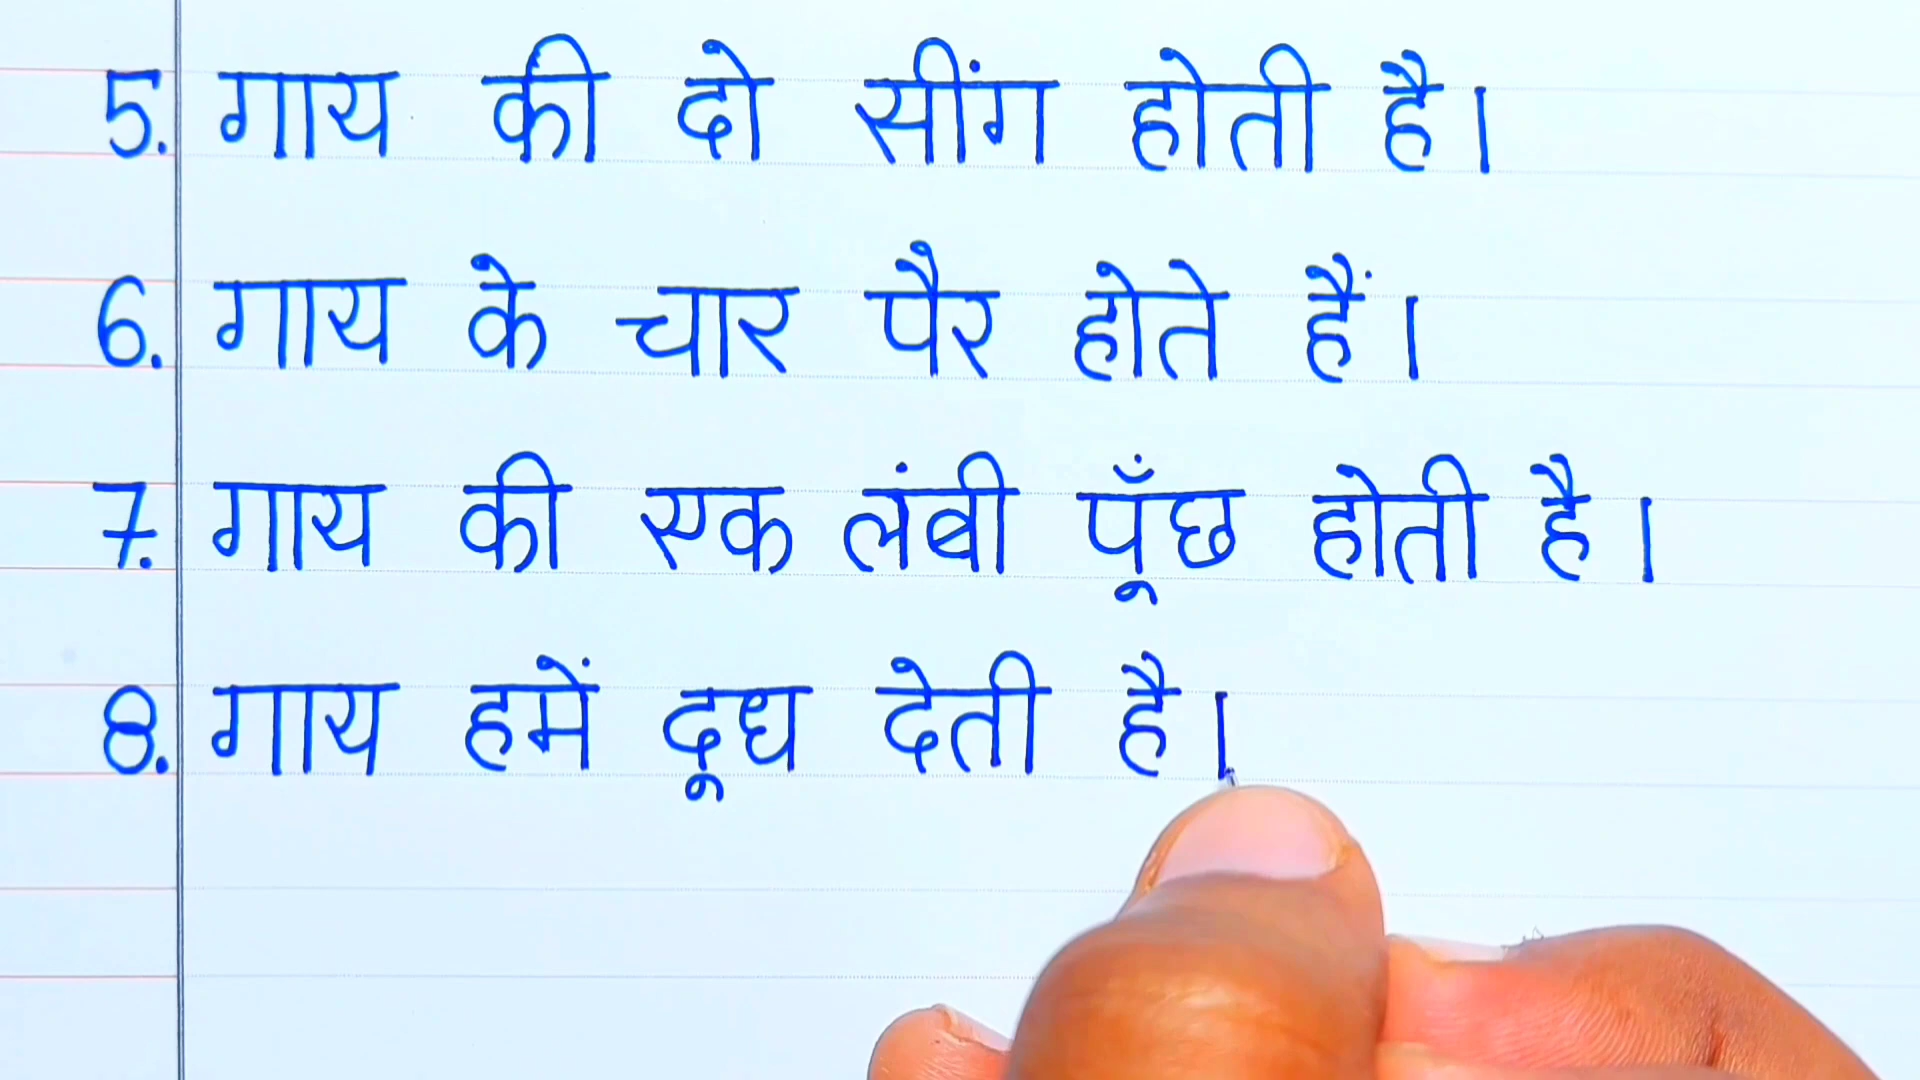 5. गाय की दो सींग होती है।
6. गाय के चार पैर होते हैं।
7. गाय की एक लंबी पूँछ होती है।
8. गाय हमें दूध देती है।